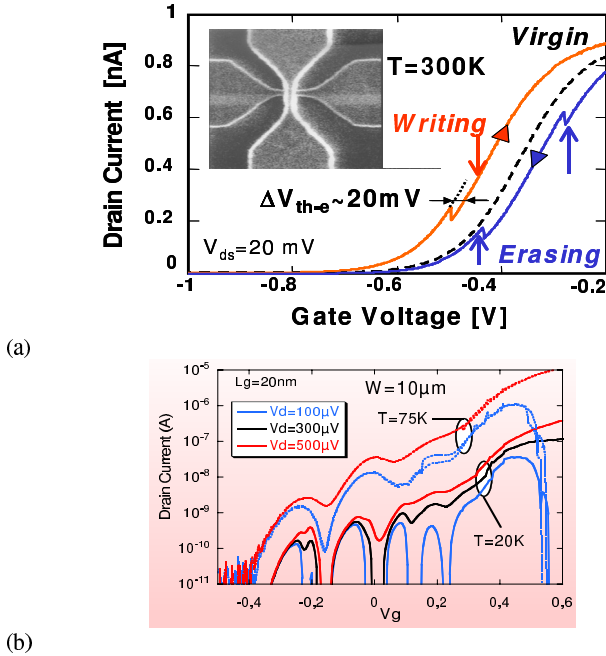 Virgin
T=300K
Writing
ΔVth-e~20mV
Vds=20 mV
Erasing
Drain Current [nA]
0.8
0.6
0.4
0.2
0
-1
-0.8
-0.6
-0.4
-0.2
Gate Voltage [V]
(a)
Lg=20nm
W=10µm
Vd=100µV
Vd=300µV
Vd=500µV
T=75K
T=20K
Drain Current (A)
10-5
10-6
10-7
10-8
10-9
10-10
10-11
-0,4
-0.2
0
0,2
0.4
0,6
Vg
(b)